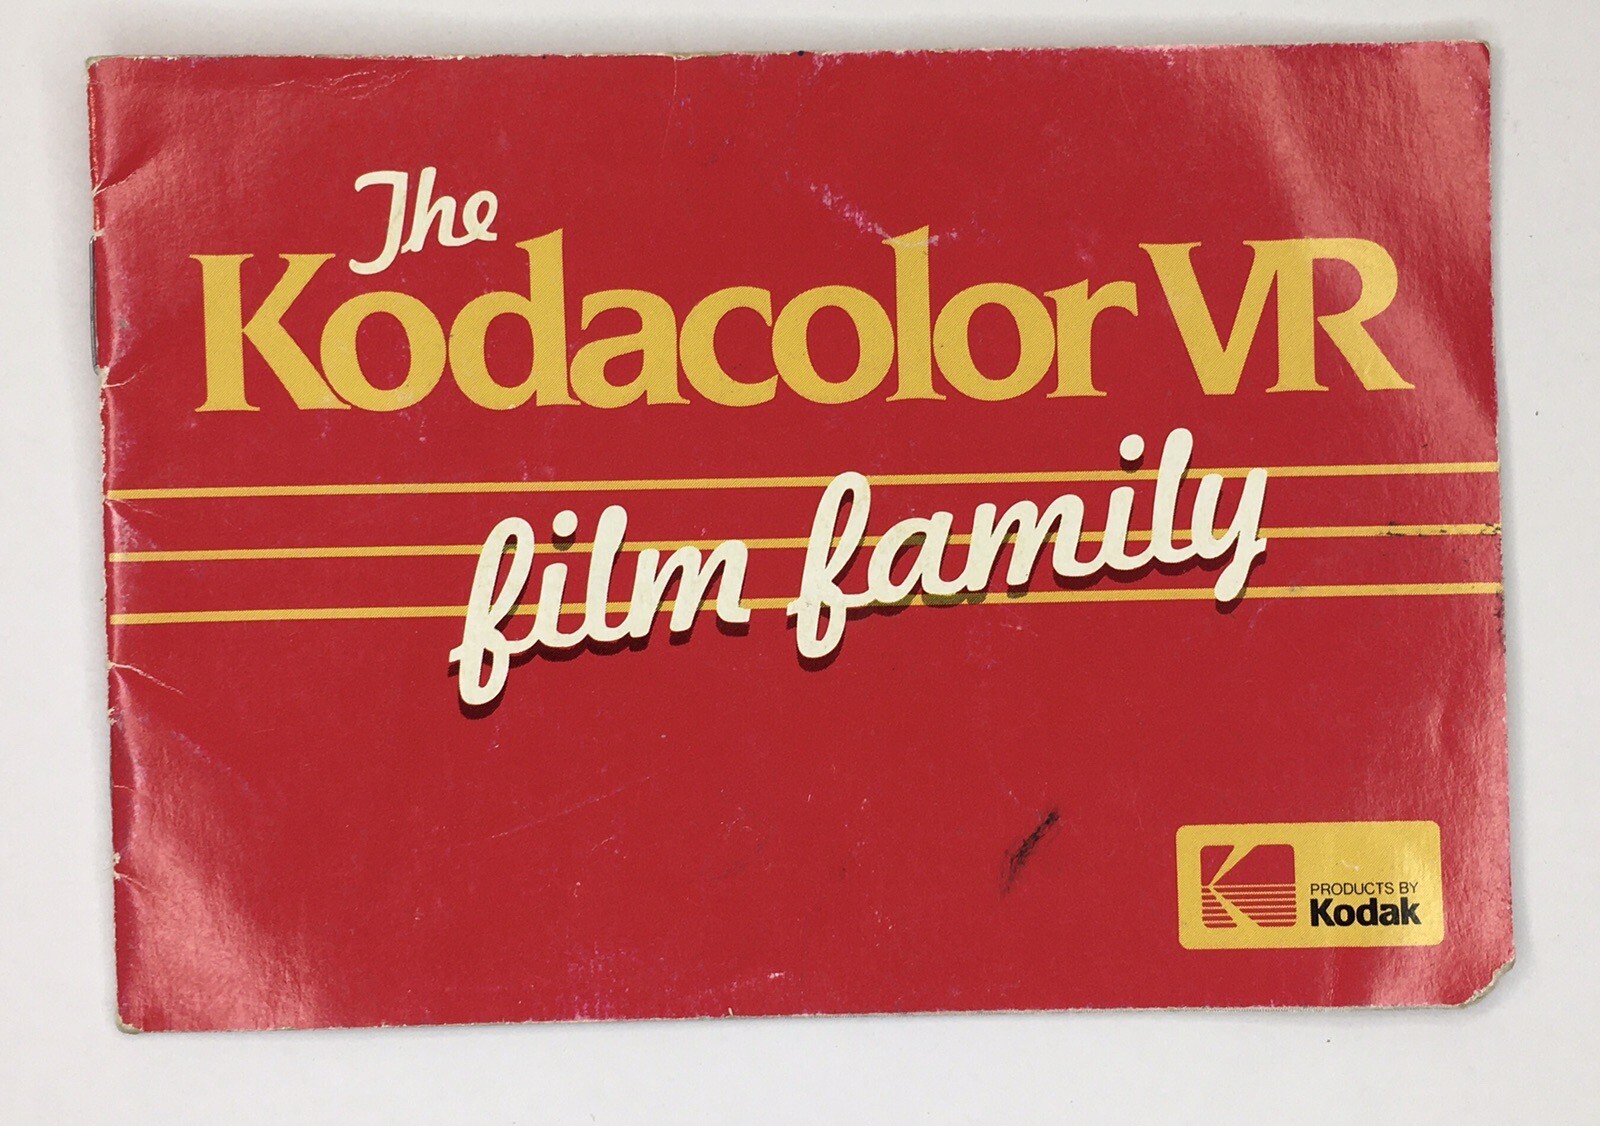 The
Kodacolor VR
film family
PRODUCTS BY
Kodak